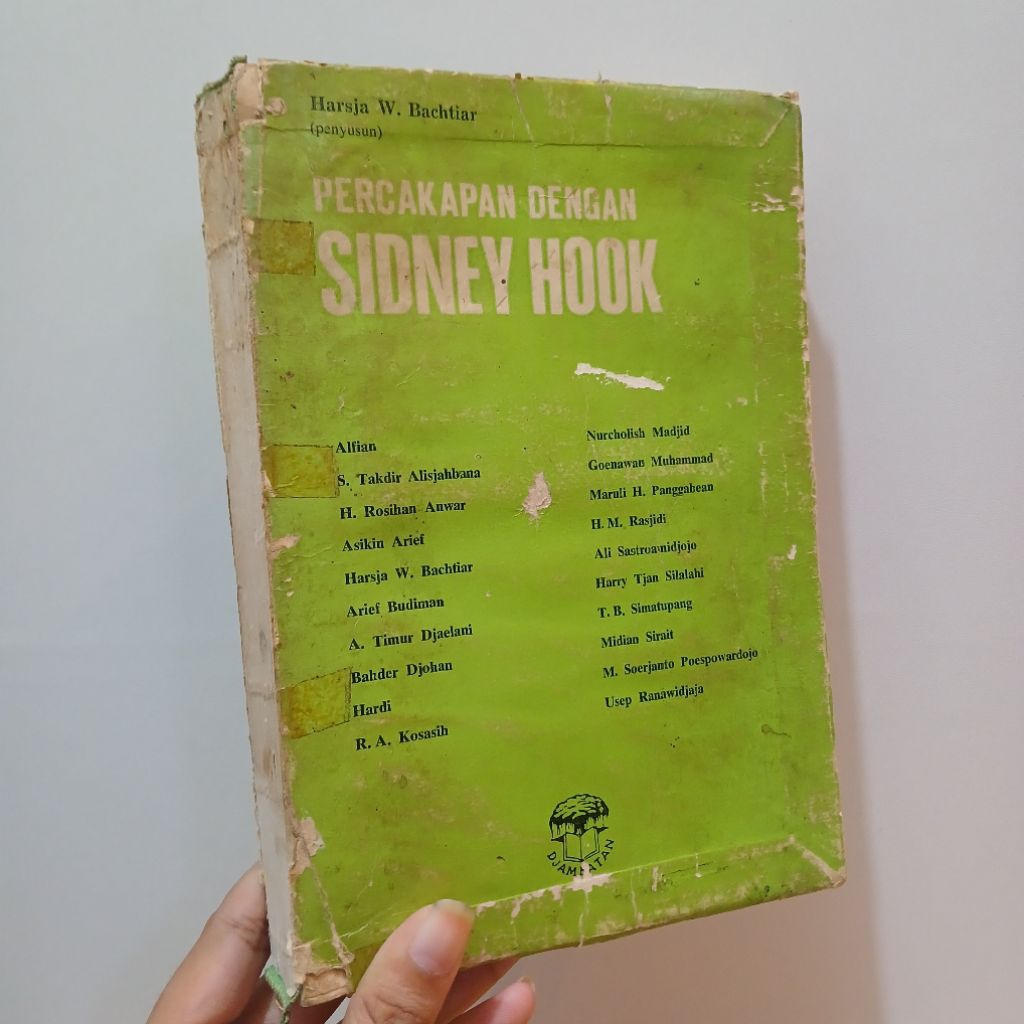 Harsja W. Bachtiar
(penyusun)
PERCAKAPAN DENGAN
SIDNEY HOOK
Alfian
S. Takdir Alisjahbana
H. Rosihan Anwar
Asikin Arief
Harsja W. Bachtiar
Arief Budiman
A. Timur Djaelani
Bahder Djohan
Hardi
R. A. Kosasih
Nurcholish Madjid
Goenawan Muhammad
Maruli H. Panggabean
H. M. Rasjidi
Ali Sastroamidjojo
Harry Tjan Silalahi
T. B. Simatupang
Midian Sirait
M. Soerjanto Poespowardojo
Usep Ranawidjaja
DJAMBATAN